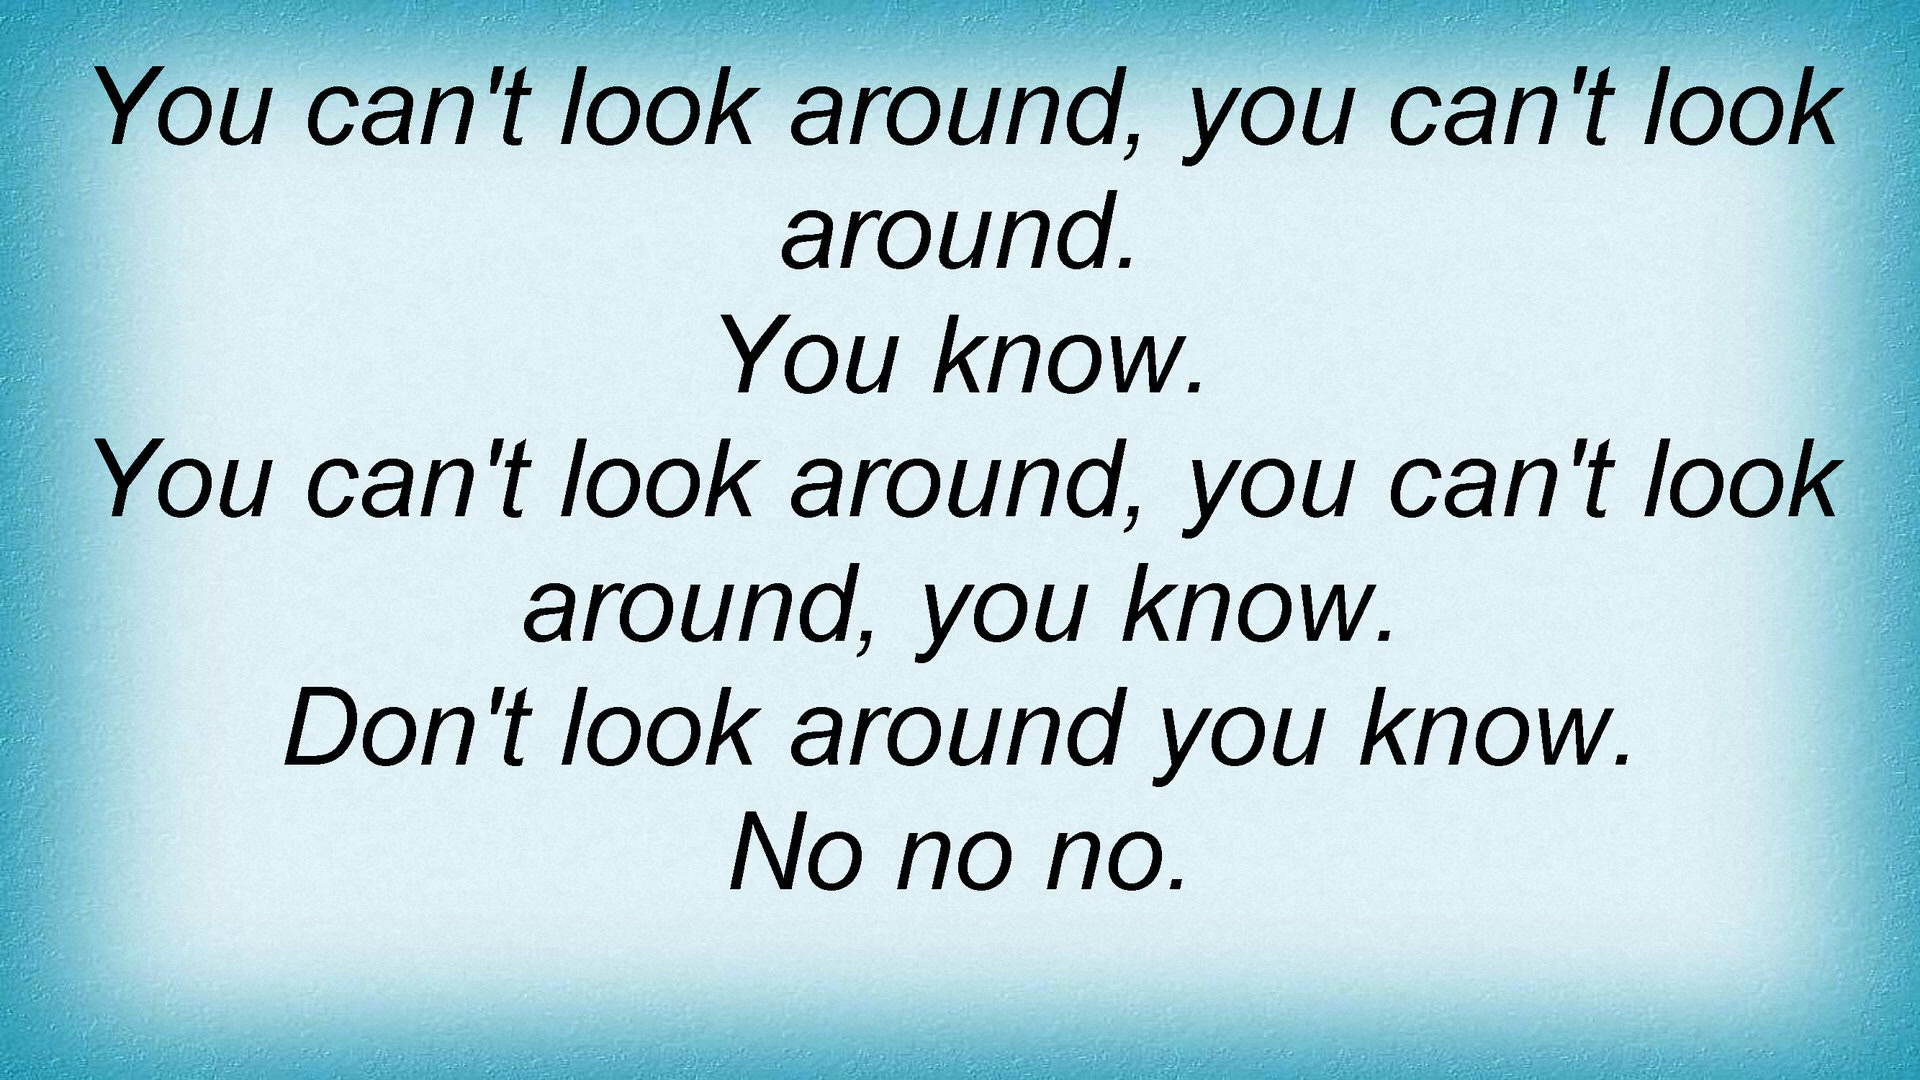 You can't look around, you can't look
around.
You know.
You can't look around, you can't look
around, you know.
Don't look around you know.
No no no.